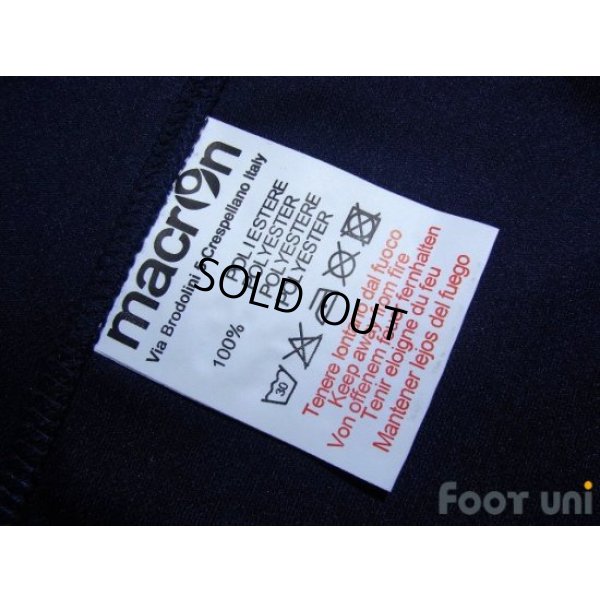 macron
Via Brodolini Crespellano Italy
100%
POLIESTERE
POLYESTER
POLYESTERE
POLYESTER
30
Tenere lontano dal fuoco
Keep away from fire
Von offenem feuer fernhalten
Tenir eloigne du feu
Mantener lejos del fuego
SOLD OUT
FOOT UNI